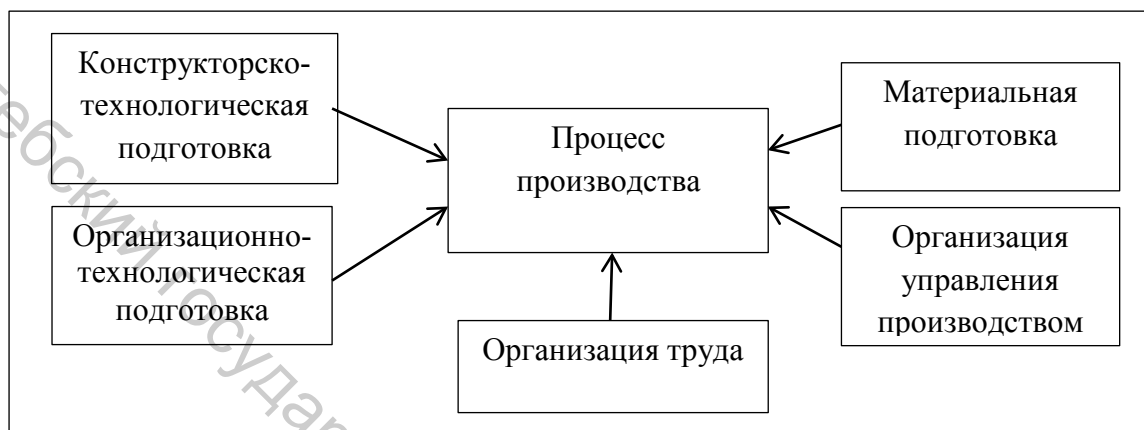 Конструкторско-
технологическая
подготовка
Организационно-
технологическая
подготовка
Процесс
производства
Организация труда
Материальная
подготовка
Организация
управления
производством